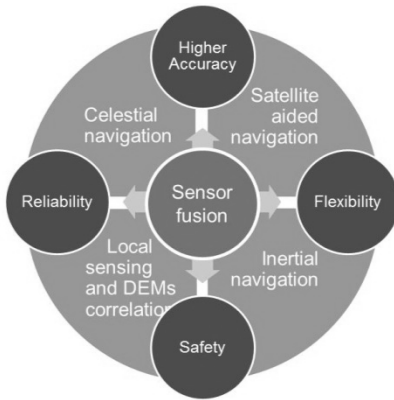 Higher
Accuracy
Celestial
navigation
Satellite
aided
navigation
Reliability
Sensor
fusion
Flexibility
Local
sensing
and DEMs
correlation
Inertial
navigation
Safety